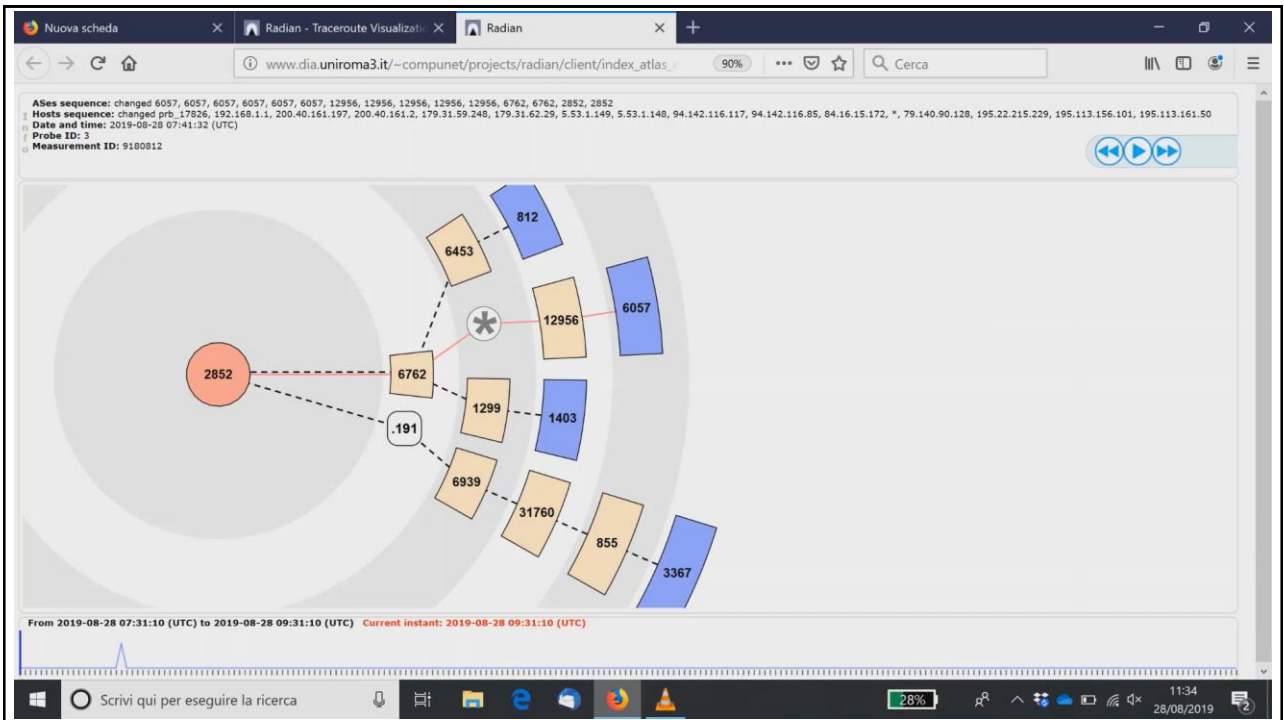 Nuova scheda
Radian - Traceroute Visualizatic
Radian
www.dia.uniroma3.it/~compunet/projects/radian/client/index_atlas_
90%
Cerca
ASes sequence: changed 6057, 6057, 6057, 6057, 6057, 6057, 12956, 12956, 12956, 12956, 12956, 6762, 6762, 2852, 2852
Hosts sequence: changed prb_17826, 192.168.1.1, 200.40.161.197, 200.40.161.2, 179.31.59.248, 179.31.62.29, 5.53.1.149, 5.53.1.148, 94.142.116.117, 94.142.116.85, 84.16.15.172, *, 79.140.90.128, 195.22.215.229, 195.113.156.101, 195.113.161.50
Date and time: 2019-08-28 07:41:32 (UTC)
Probe ID: 3
Measurement ID: 9180812
Info
812
6453
6057
12956
*
2852
6762
1299
1403
.191
6939
31760
855
3367
From 2019-08-28 07:31:10 (UTC) to 2019-08-28 09:31:10 (UTC) Current instant: 2019-08-28 09:31:10 (UTC)
Scrivi qui per eseguire la ricerca
28%
11:34
28/08/2019
2